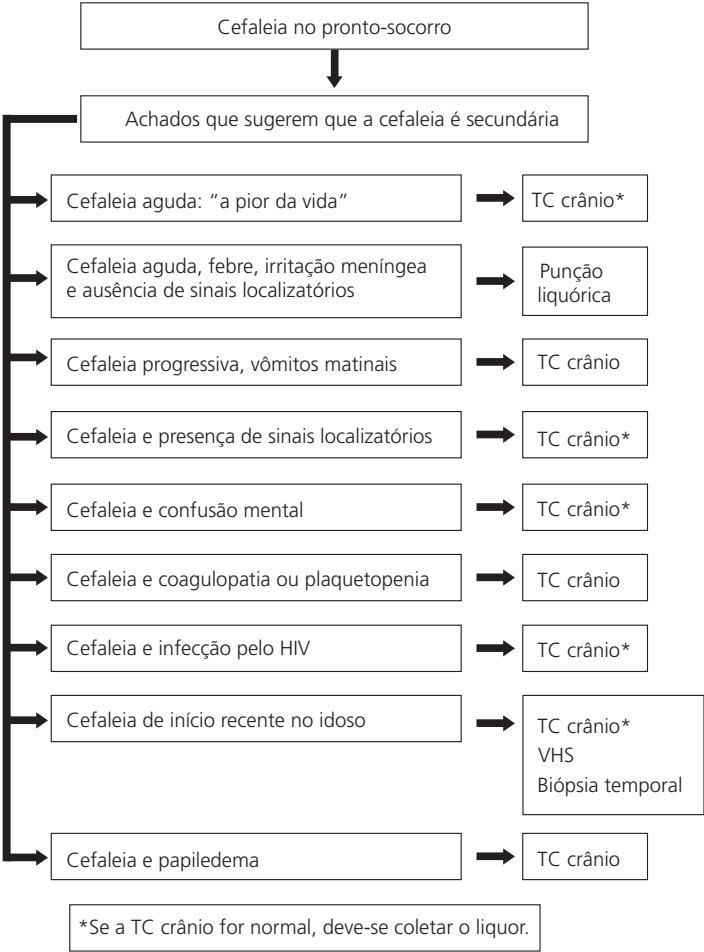 Cefaleia no pronto-socorro
Achados que sugerem que a cefaleia é secundária
Cefaleia aguda: “a pior da vida”
TC crânio*
Cefaleia aguda, febre, irritação meníngea
e ausência de sinais localizatórios
Punção
liquórica
Cefaleia progressiva, vômitos matinais
TC crânio
Cefaleia e presença de sinais localizatórios
TC crânio*
Cefaleia e confusão mental
TC crânio*
Cefaleia e coagulopatia ou plaquetopenia
TC crânio
Cefaleia e infecção pelo HIV
TC crânio*
Cefaleia de início recente no idoso
TC crânio*
VHS
Biópsia temporal
Cefaleia e papiledema
TC crânio
*Se a TC crânio for normal, deve-se coletar o liquor.